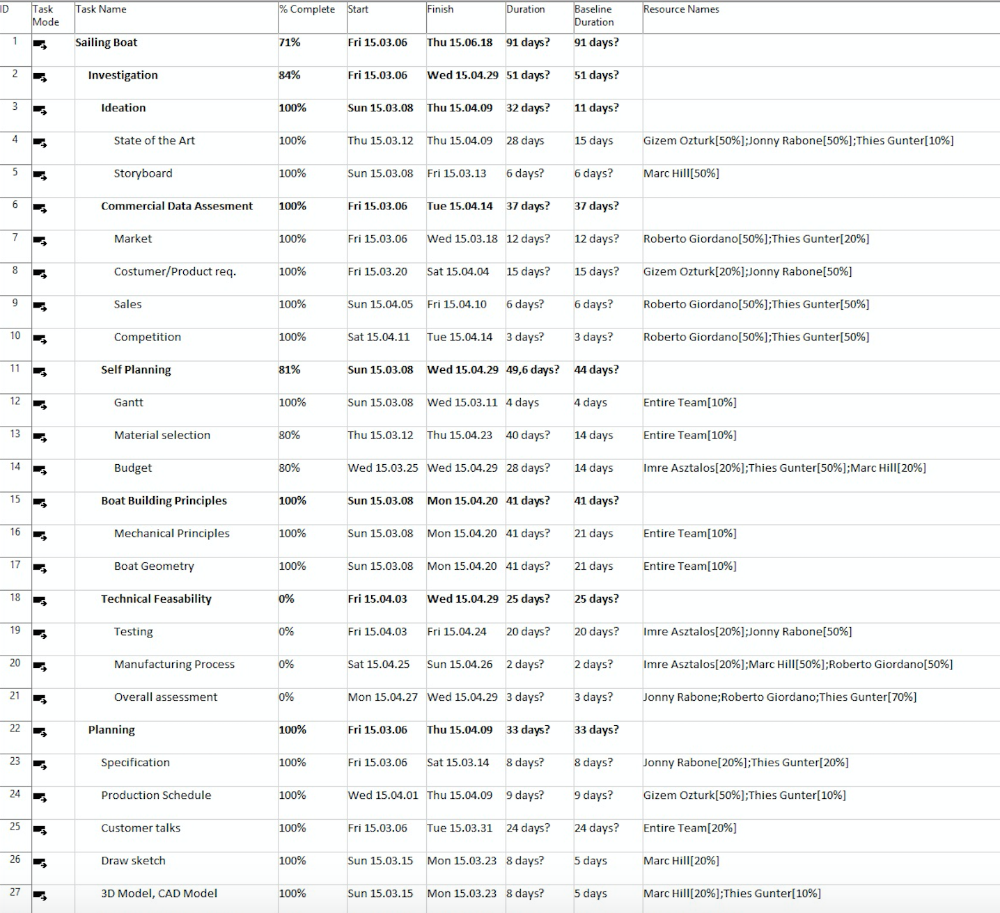 ID Task Mode Task Name % Complete Start Finish Duration Baseline Duration Resource Names
1 Sailing Boat 71% Fri 15.03.06 Thu 15.06.18 91 days? 91 days?
2 Investigation 84% Fri 15.03.06 Wed 15.04.29 51 days? 51 days?
3 Ideation 100% Sun 15.03.08 Thu 15.04.09 32 days? 11 days?
4 State of the Art 100% Thu 15.03.12 Thu 15.04.09 28 days 15 days Gizem Ozturk[50%];Jonny Rabone[50%];Thies Gunter[10%]
5 Storyboard 100% Sun 15.03.08 Fri 15.03.13 6 days? 6 days? Marc Hill[50%]
6 Commercial Data Assesment 100% Fri 15.03.06 Tue 15.04.14 37 days? 37 days?
7 Market 100% Fri 15.03.06 Wed 15.03.18 12 days? 12 days? Roberto Giordano[50%];Thies Gunter[20%]
8 Costumer/Product req. 100% Fri 15.03.20 Sat 15.04.04 15 days? 15 days? Gizem Ozturk[20%];Jonny Rabone[50%]
9 Sales 100% Sun 15.04.05 Fri 15.04.10 6 days? 6 days? Roberto Giordano[50%];Thies Gunter[50%]
10 Competition 100% Sat 15.04.11 Tue 15.04.14 3 days? 3 days? Roberto Giordano[50%];Thies Gunter[50%]
11 Self Planning 81% Sun 15.03.08 Wed 15.04.29 49,6 days? 44 days?
12 Gantt 100% Sun 15.03.08 Wed 15.03.11 4 days 4 days Entire Team[10%]
13 Material selection 80% Thu 15.03.12 Thu 15.04.23 40 days? 14 days Entire Team[10%]
14 Budget 80% Wed 15.03.25 Wed 15.04.29 28 days? 14 days Imre Asztalos[20%];Thies Gunter[50%];Marc Hill[20%]
15 Boat Building Principles 100% Sun 15.03.08 Mon 15.04.20 41 days? 41 days?
16 Mechanical Principles 100% Sun 15.03.08 Mon 15.04.20 41 days? 21 days Entire Team[10%]
17 Boat Geometry 100% Sun 15.03.08 Mon 15.04.20 41 days? 21 days Entire Team[10%]
18 Technical Feasability 0% Fri 15.04.03 Wed 15.04.29 25 days? 25 days?
19 Testing 0% Fri 15.04.03 Fri 15.04.24 20 days? 20 days? Imre Asztalos[20%];Jonny Rabone[50%]
20 Manufacturing Process 0% Sat 15.04.25 Sun 15.04.26 2 days? 2 days? Imre Asztalos[20%];Marc Hill[50%];Roberto Giordano[50%]
21 Overall assessment 0% Mon 15.04.27 Wed 15.04.29 3 days? 3 days? Jonny Rabone;Roberto Giordano;Thies Gunter[70%]
22 Planning 100% Fri 15.03.06 Thu 15.04.09 33 days? 33 days?
23 Specification 100% Fri 15.03.06 Sat 15.03.14 8 days? 8 days? Jonny Rabone[20%];Thies Gunter[20%]
24 Production Schedule 100% Wed 15.04.01 Thu 15.04.09 9 days? 9 days? Gizem Ozturk[50%];Thies Gunter[10%]
25 Customer talks 100% Fri 15.03.06 Tue 15.03.31 24 days? 24 days? Entire Team[20%]
26 Draw sketch 100% Sun 15.03.15 Mon 15.03.23 8 days? 5 days Marc Hill[20%]
27 3D Model, CAD Model 100% Sun 15.03.15 Mon 15.03.23 8 days? 5 days Marc Hill[20%];Thies Gunter[10%]